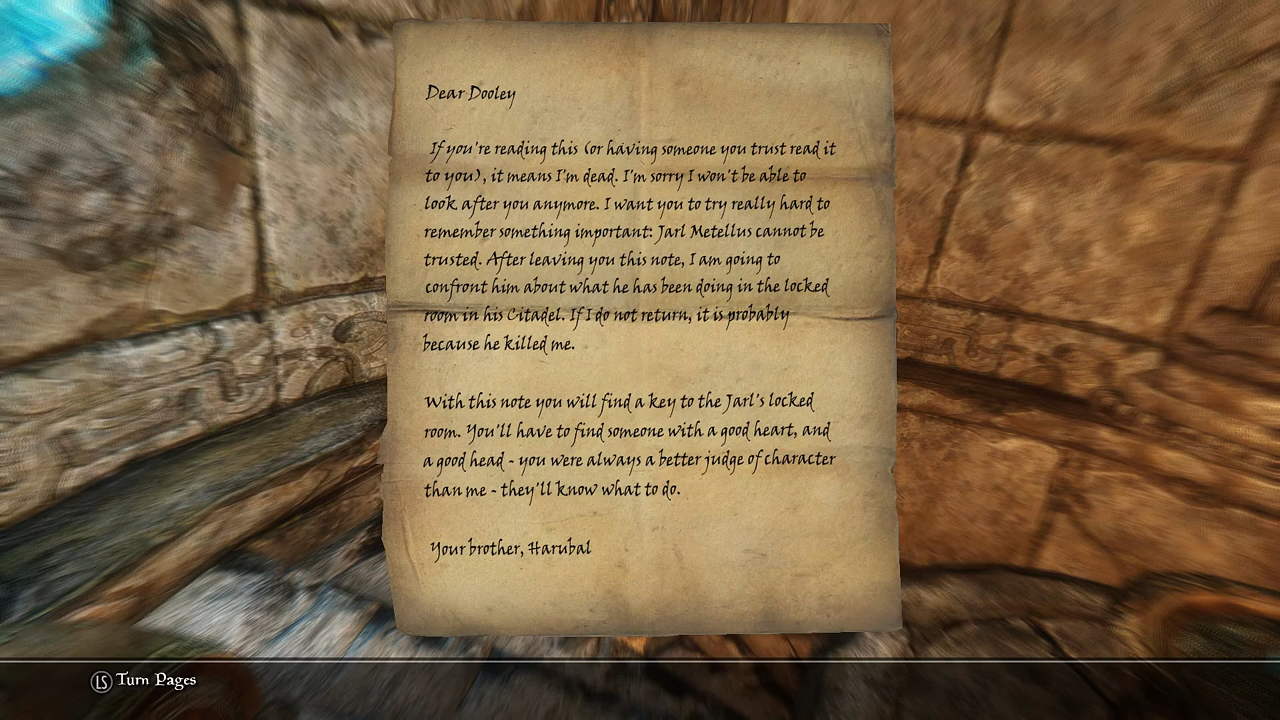 Dear Dooley
If you're reading this (or having someone you trust read it
to you), it means I'm dead. I'm sorry I won't be able to
look after you anymore. I want you to try really hard to
remember something important: Jarl Metellus cannot be
trusted. After leaving you this note, I am going to
confront him about what he has been doing in the locked
room in his Citadel. If I do not return, it is probably
because he killed me.
With this note you will find a key to the Jarl's locked
room. You'll have to find someone with a good heart, and
a good head - you were always a better judge of character
than me - they'll know what to do.
Your brother, Harubal
LS Turn Pages